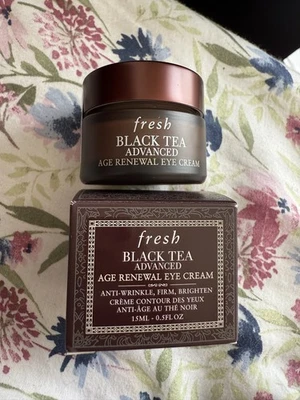 fresh
BLACK TEA
ADVANCED
AGE RENEWAL EYE CREAM
fresh
BLACK TEA
ADVANCED
AGE RENEWAL EYE CREAM
ANTI-WRINKLE, FIRM, BRIGHTEN
CRÈME CONTOUR DES YEUX
ANTI-ÂGE AU THÉ NOIR
15ML - 0.5FL OZ